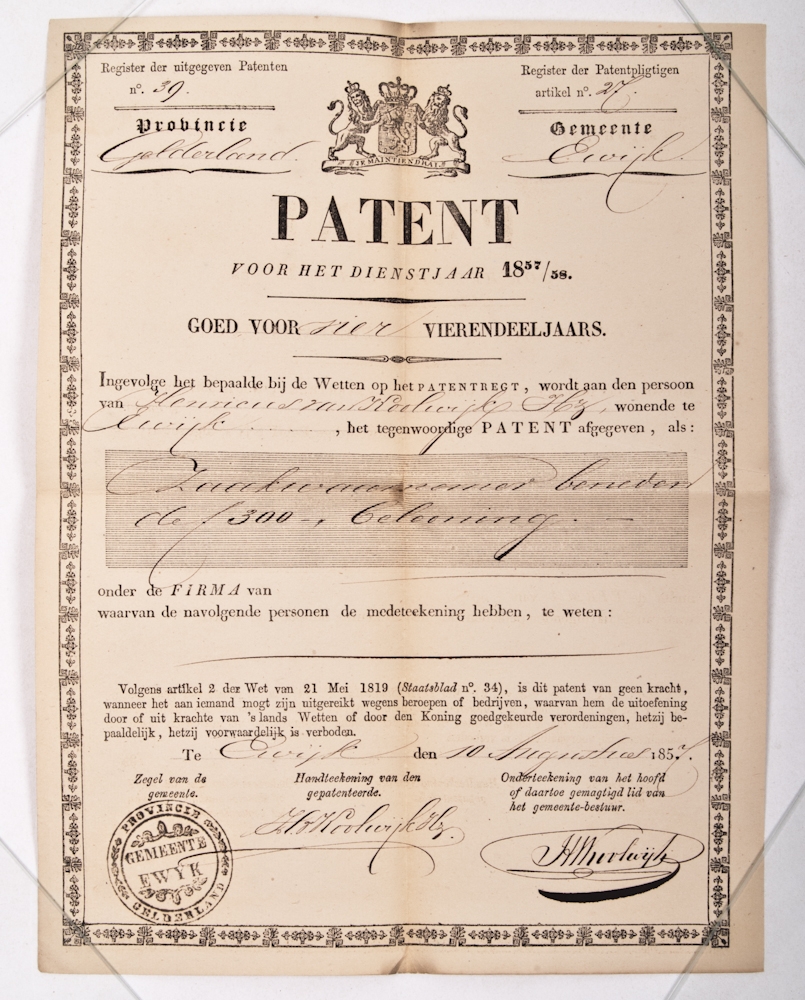 Register der uitgegeven Patenten
n°. 39.
Provincie
Gelderland.
JE MAINTIENDRAI
Register der Patentpligtigen
artikel n°. 27.
Gemeente
Ewijk.
PATENT
VOOR HET DIENSTJAAR 18⁵⁷/₅₈.
GOED VOOR vier VIERENDEELJAARS.
Ingevolge het bepaalde bij de Wetten op het PATENTREGT, wordt aan den persoon
van Henricus van Koolwijk Hz, wonende te
Ewijk, het tegenwoordige PATENT afgegeven, als:
Zaakwaarnemer beneden
de ƒ 300-, belooning.
onder de FIRMA van
waarvan de navolgende personen de medeteekening hebben, te weten:
Volgens artikel 2 der Wet van 21 Mei 1819 (Staatsblad n°. 34), is dit patent van geen kracht,
wanneer het aan iemand mogt zijn uitgereikt wegens beroepen of bedrijven, waarvan hem de uitoefening
door of uit krachte van 's lands Wetten of door den Koning goedgekeurde verordeningen, hetzij be-
paaldelijk, hetzij voorwaardelijk is verboden.
Te Ewijk den 10 Augustus 1857.
Zegel van de
gemeente.
Handteekening van den
gepatenteerde.
Onderteekening van het hoofd
of daartoe gemagtigd lid van
het gemeente-bestuur.
PROVINCIE
GEMEENTE
EWYK
GELDERLAND
H v Koolwijk Hz